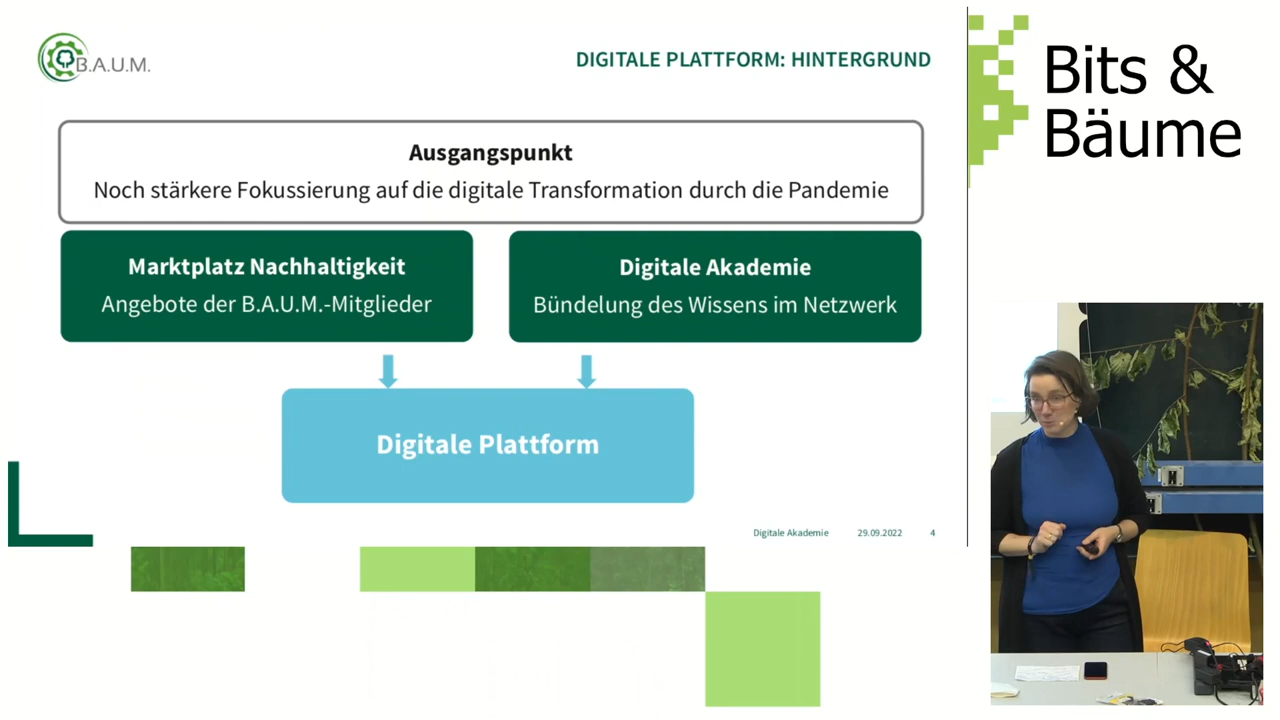 B.A.U.M.
DIGITALE PLATTFORM: HINTERGRUND
Bits &
Bäume
Ausgangspunkt
Noch stärkere Fokussierung auf die digitale Transformation durch die Pandemie
Marktplatz Nachhaltigkeit
Angebote der B.A.U.M.-Mitglieder
Digitale Akademie
Bündelung des Wissens im Netzwerk
Digitale Plattform
Digitale Akademie 29.09.2022 4